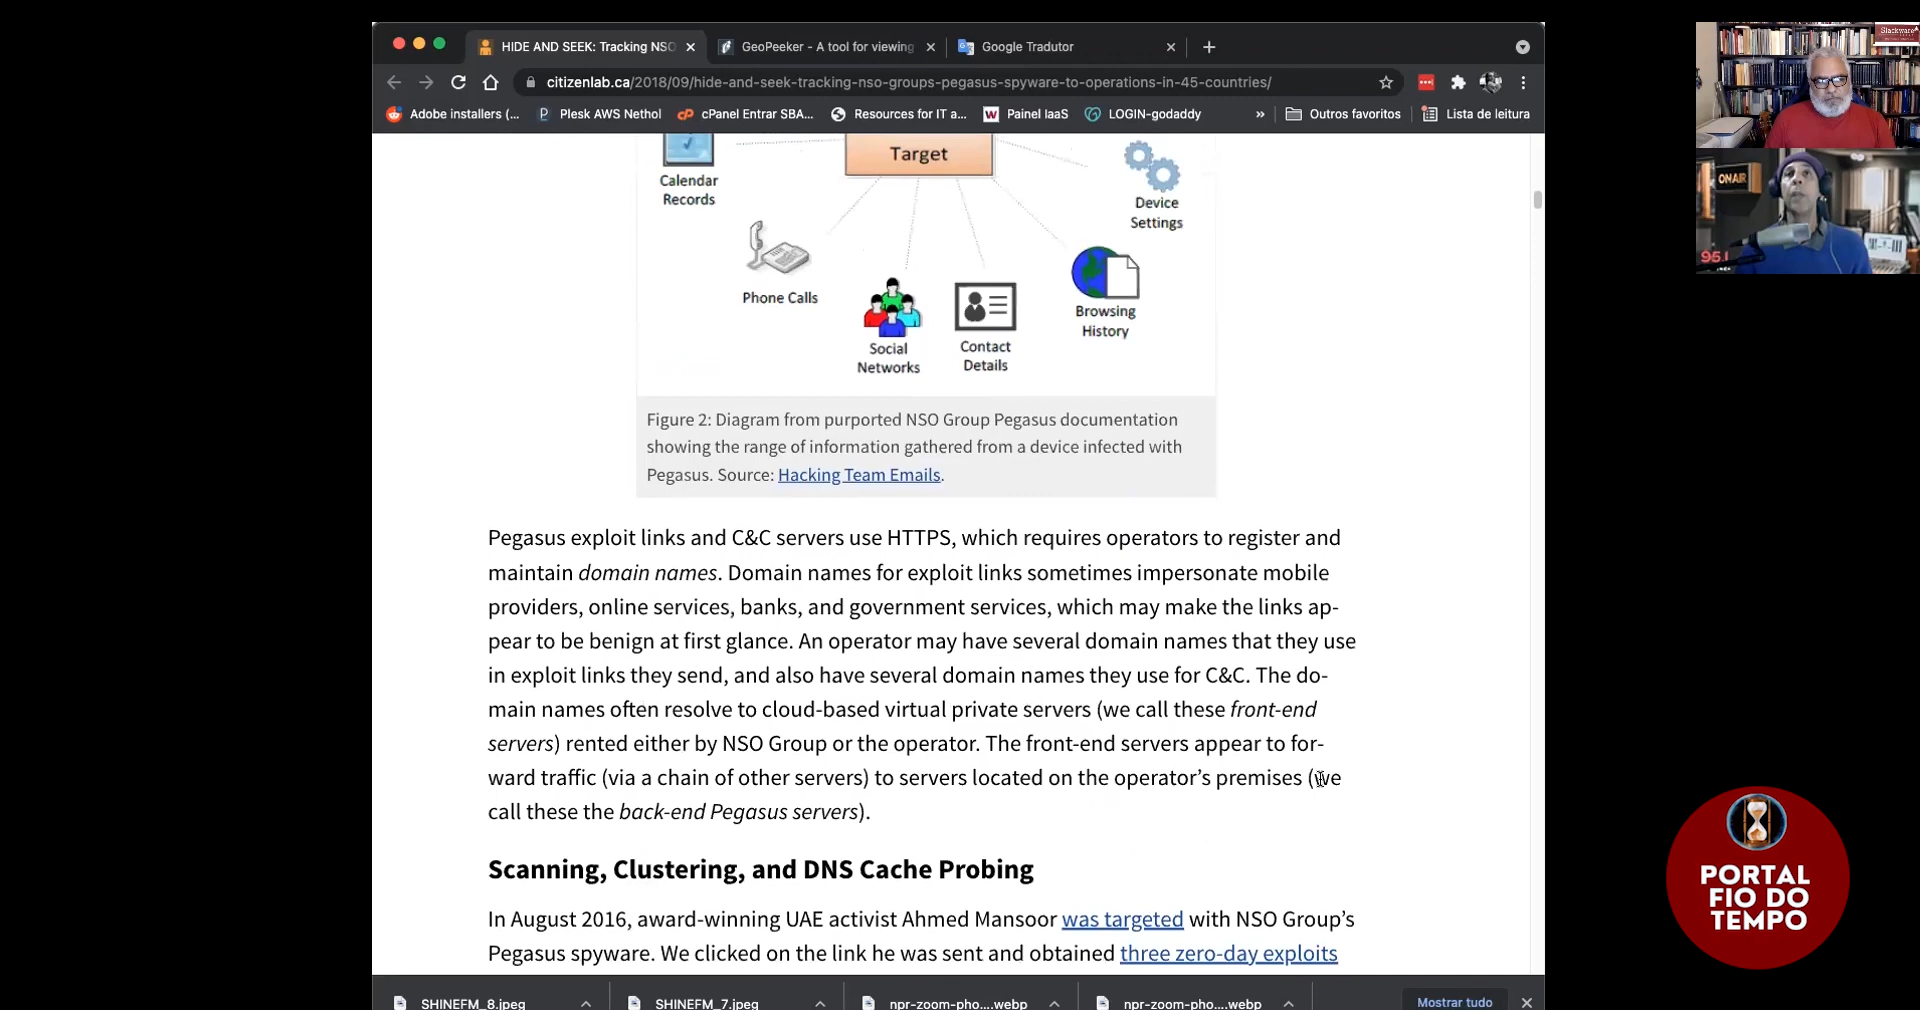 HIDE AND SEEK: Tracking NSO
GeoPeeker - A tool for viewing
Google Tradutor
citizenlab.ca/2018/09/hide-and-seek-tracking-nso-groups-pegasus-spyware-to-operations-in-45-countries/
Adobe installers (...
Plesk AWS Nethol
cPanel Entrar SBA...
Resources for IT a...
Painel IaaS
LOGIN-godaddy
»
Outros favoritos
Lista de leitura
Slackware
ON AIR
95.1
Target
Calendar
Records
Device
Settings
Phone Calls
Browsing
History
Social
Networks
Contact
Details
Figure 2: Diagram from purported NSO Group Pegasus documentation
showing the range of information gathered from a device infected with
Pegasus. Source: Hacking Team Emails.
Pegasus exploit links and C&C servers use HTTPS, which requires operators to register and
maintain domain names. Domain names for exploit links sometimes impersonate mobile
providers, online services, banks, and government services, which may make the links ap-
pear to be benign at first glance. An operator may have several domain names that they use
in exploit links they send, and also have several domain names they use for C&C. The do-
main names often resolve to cloud-based virtual private servers (we call these front-end
servers) rented either by NSO Group or the operator. The front-end servers appear to for-
ward traffic (via a chain of other servers) to servers located on the operator’s premises (we
call these the back-end Pegasus servers).
Scanning, Clustering, and DNS Cache Probing
In August 2016, award-winning UAE activist Ahmed Mansoor was targeted with NSO Group’s
Pegasus spyware. We clicked on the link he was sent and obtained three zero-day exploits
PORTAL
FIO DO
TEMPO
SHINEFM_8.jpeg
SHINEFM_7.jpeg
npr-zoom-pho....webp
npr-zoom-pho....webp
Mostrar tudo